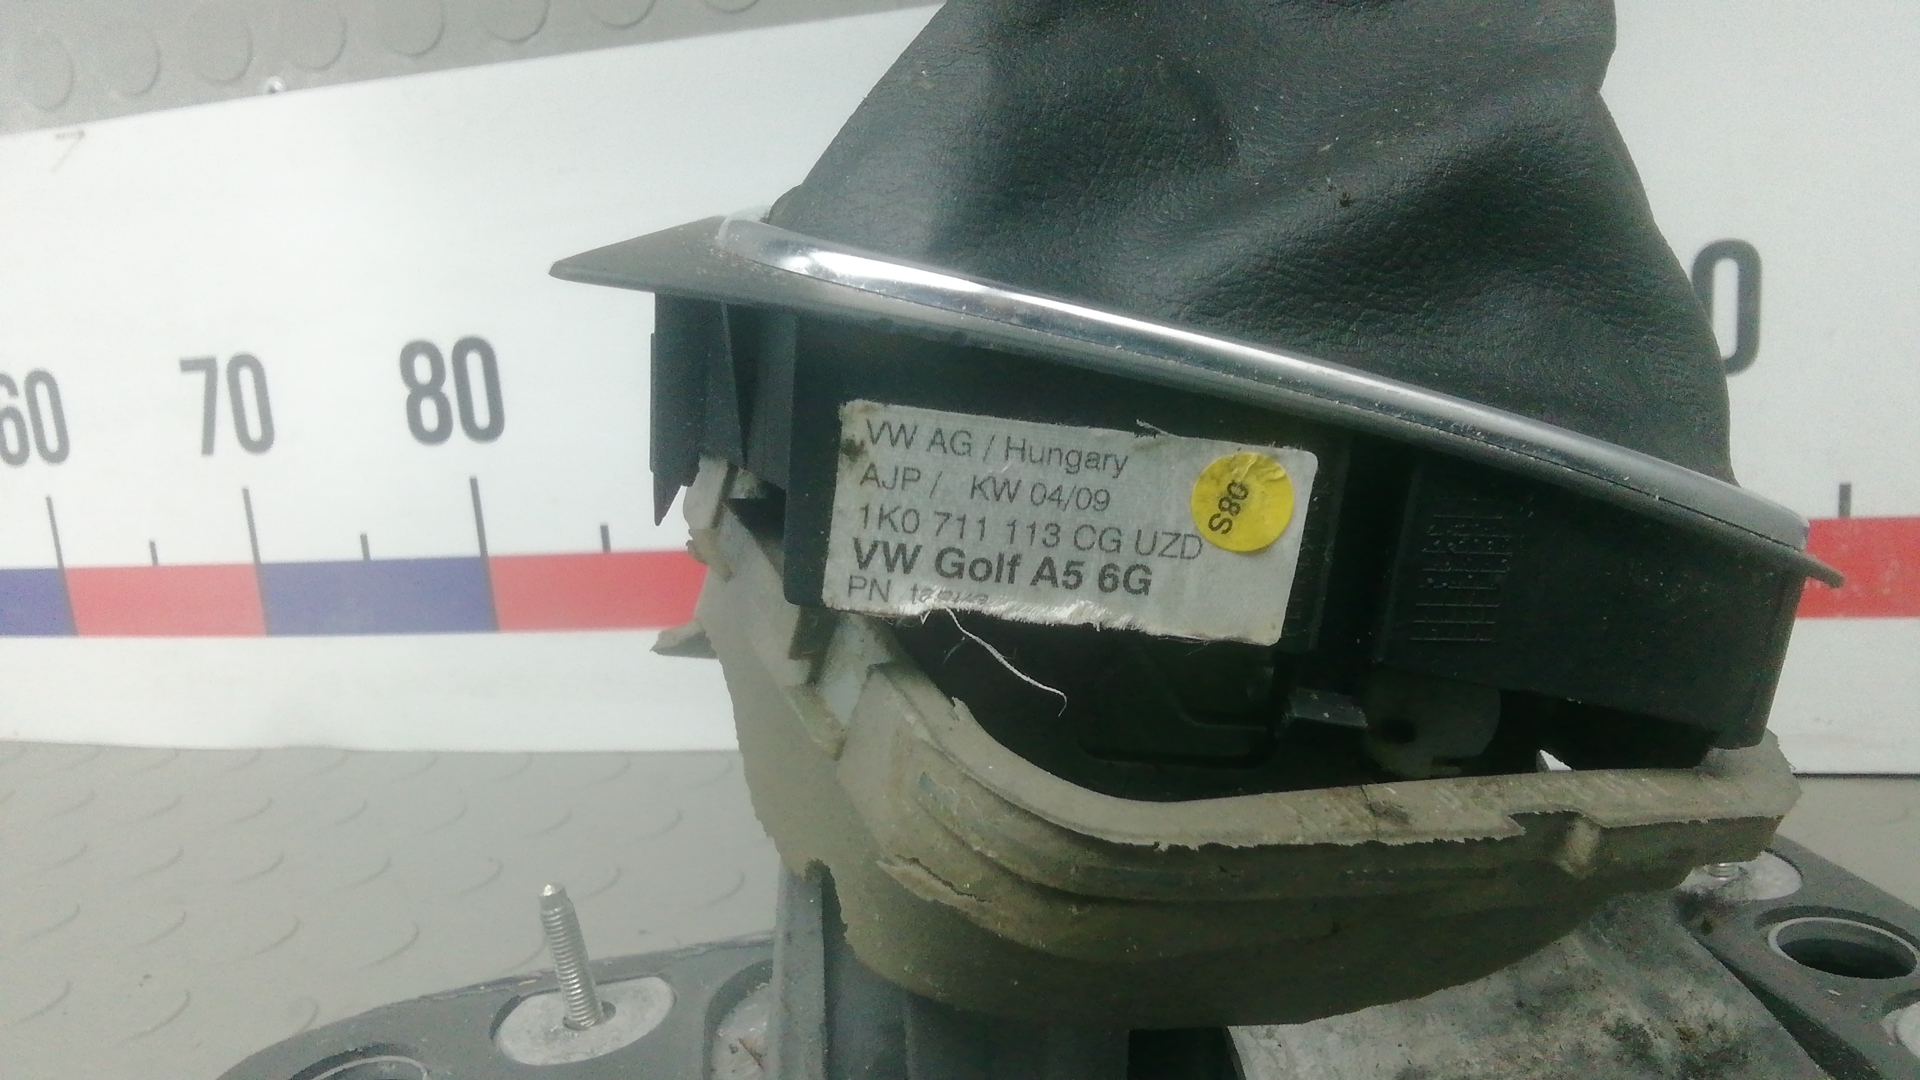 60
70
80
0
VW AG / Hungary
AJP / KW 04/09
1K0 711 113 CG UZD
VW Golf A5 6G
PN
S80